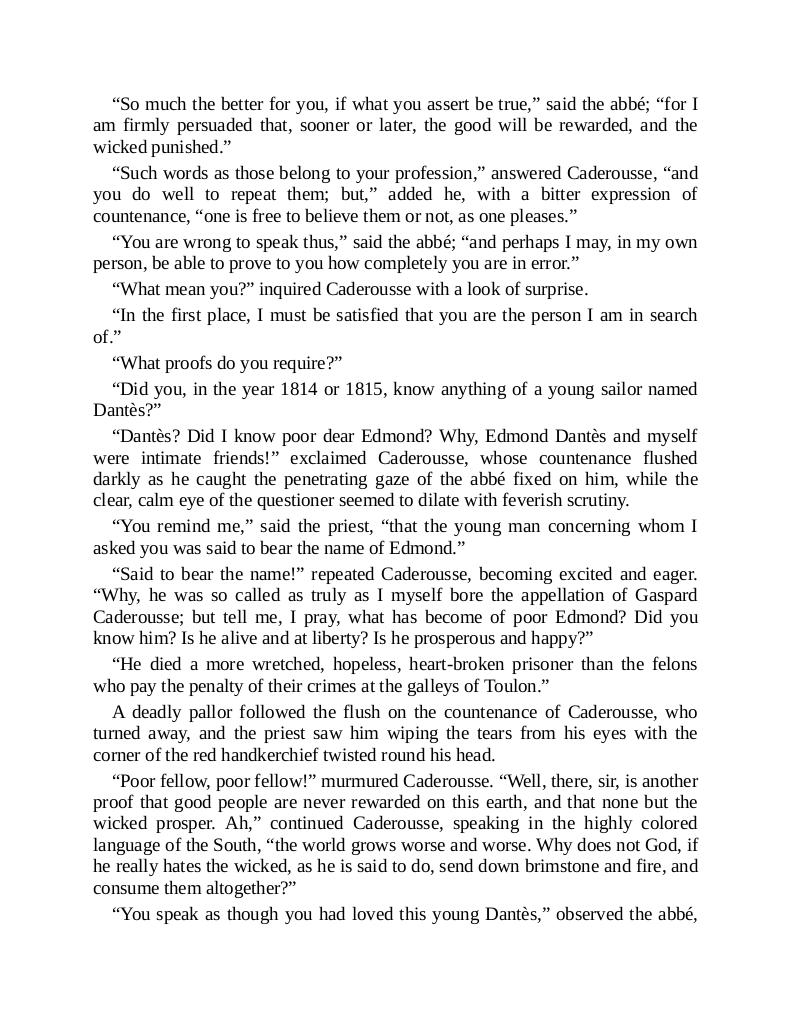 “So much the better for you, if what you assert be true,” said the abbé; “for I
am firmly persuaded that, sooner or later, the good will be rewarded, and the
wicked punished.”
“Such words as those belong to your profession,” answered Caderousse, “and
you do well to repeat them; but,” added he, with a bitter expression of
countenance, “one is free to believe them or not, as one pleases.”
“You are wrong to speak thus,” said the abbé; “and perhaps I may, in my own
person, be able to prove to you how completely you are in error.”
“What mean you?” inquired Caderousse with a look of surprise.
“In the first place, I must be satisfied that you are the person I am in search
of.”
“What proofs do you require?”
“Did you, in the year 1814 or 1815, know anything of a young sailor named
Dantès?”
“Dantès? Did I know poor dear Edmond? Why, Edmond Dantès and myself
were intimate friends!” exclaimed Caderousse, whose countenance flushed
darkly as he caught the penetrating gaze of the abbé fixed on him, while the
clear, calm eye of the questioner seemed to dilate with feverish scrutiny.
“You remind me,” said the priest, “that the young man concerning whom I
asked you was said to bear the name of Edmond.”
“Said to bear the name!” repeated Caderousse, becoming excited and eager.
“Why, he was so called as truly as I myself bore the appellation of Gaspard
Caderousse; but tell me, I pray, what has become of poor Edmond? Did you
know him? Is he alive and at liberty? Is he prosperous and happy?”
“He died a more wretched, hopeless, heart-broken prisoner than the felons
who pay the penalty of their crimes at the galleys of Toulon.”
A deadly pallor followed the flush on the countenance of Caderousse, who
turned away, and the priest saw him wiping the tears from his eyes with the
corner of the red handkerchief twisted round his head.
“Poor fellow, poor fellow!” murmured Caderousse. “Well, there, sir, is another
proof that good people are never rewarded on this earth, and that none but the
wicked prosper. Ah,” continued Caderousse, speaking in the highly colored
language of the South, “the world grows worse and worse. Why does not God, if
he really hates the wicked, as he is said to do, send down brimstone and fire, and
consume them altogether?”
“You speak as though you had loved this young Dantès,” observed the abbé,